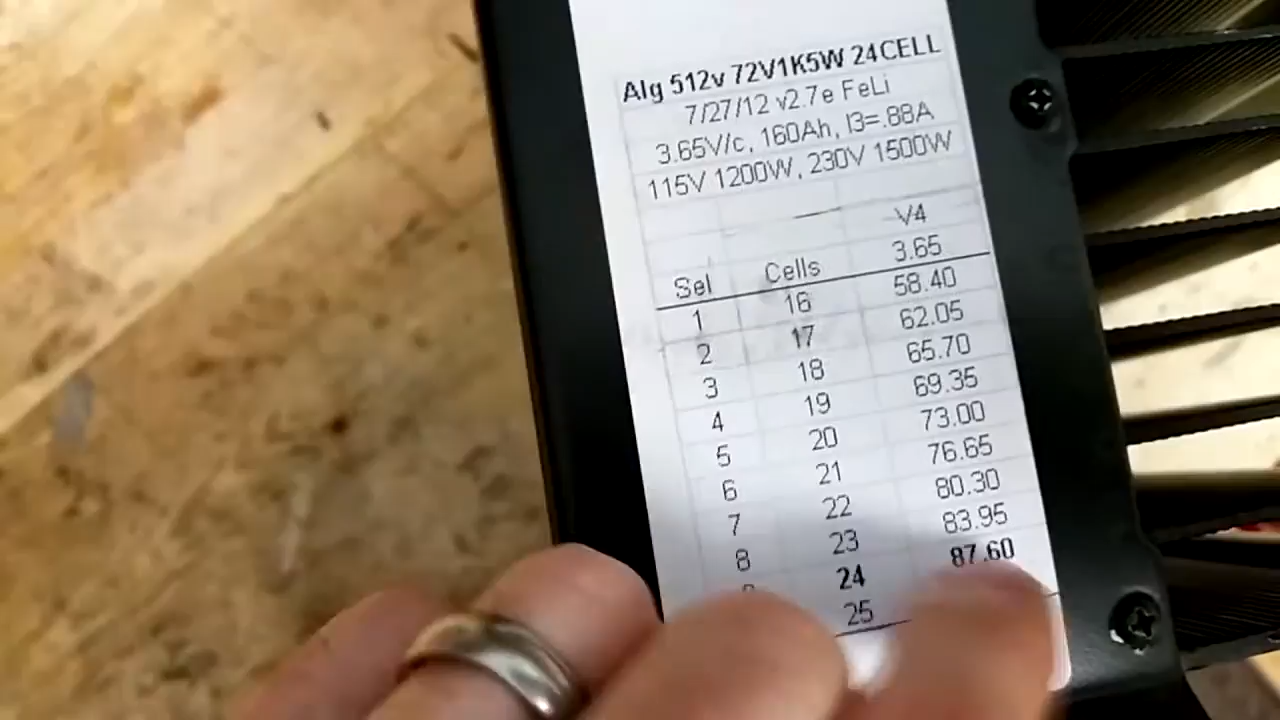 Alg 512v 72V1K5W 24CELL
7/27/12 v2.7e FeLi
3.65V/c, 160Ah, I3=.88A
115V 1200W, 230V 1500W
V4
Sel Cells 3.65
1 16 58.40
2 17 62.05
3 18 65.70
4 19 69.35
5 20 73.00
6 21 76.65
7 22 80.30
8 23 83.95
24 87.60
25